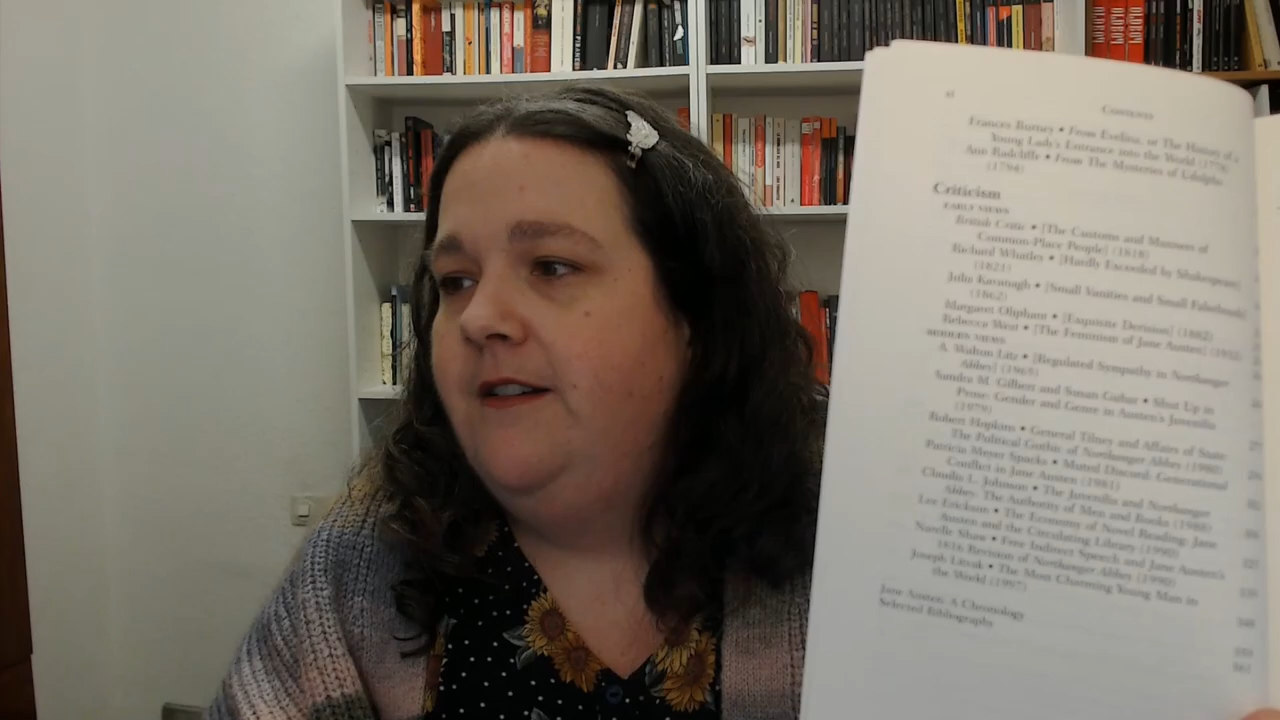 xi
CONTENTS
Frances Burney • From Evelina, or The History of a
Young Lady's Entrance into the World (1778)
Ann Radcliffe • From The Mysteries of Udolpho
(1794)
Criticism
EARLY VIEWS
British Critic • [The Customs and Manners of
Common-Place People] (1818)
Richard Whatley • [Hardly Exceeded by Shakespeare]
(1821)
Julia Kavanagh • [Small Vanities and Small Falsehoods]
(1862)
Margaret Oliphant • [Exquisite Derision] (1882)
Rebecca West • [The Feminism of Jane Austen] (1932)
MODERN VIEWS
A. Walton Litz • [Regulated Sympathy in Northanger
Abbey] (1965)
Sandra M. Gilbert and Susan Gubar • Shut Up in
Prose: Gender and Genre in Austen's Juvenilia
(1979)
Robert Hopkins • General Tilney and Affairs of State:
The Political Gothic of Northanger Abbey (1980)
Patricia Meyer Spacks • Muted Discord: Generational
Conflict in Jane Austen (1981)
Claudia L. Johnson • The Juvenilia and Northanger
Abbey: The Authority of Men and Books (1988)
Lee Erickson • The Economy of Novel Reading: Jane
Austen and the Circulating Library (1990)
Narelle Shaw • Free Indirect Speech and Jane Austen's
1816 Revision of Northanger Abbey (1990)
Joseph Litvak • The Most Charming Young Man in
the World (1997)
Jane Austen: A Chronology
Selected Bibliography